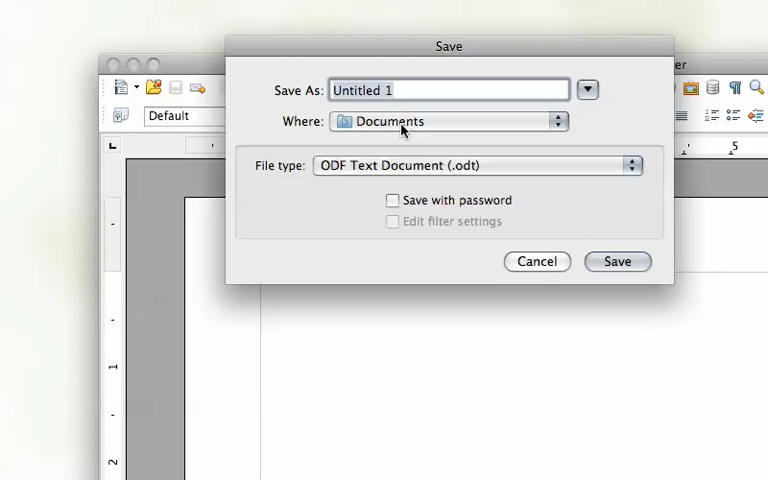 Save
er
Save As: Untitled 1
Where: Documents
Default
5
File type: ODF Text Document (.odt)
Save with password
Edit filter settings
Cancel
Save
1
2